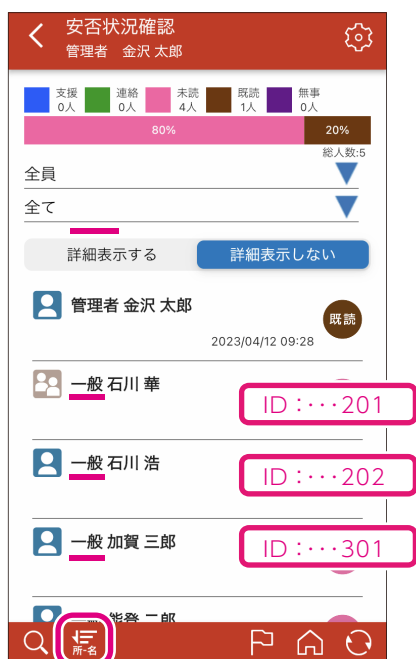 安否状況確認
管理者 金沢 太郎
支援 連絡 未読 既読 無事
0人 0人 4人 1人 0人
80% 20%
総人数:5
全員
全て
詳細表示する 詳細表示しない
管理者 金沢 太郎
既読
2023/04/12 09:28
一般 石川 華
ID:･･･201
一般 石川 浩
ID:･･･202
一般 加賀 三郎
ID:･･･301
能登 二郎
所-名